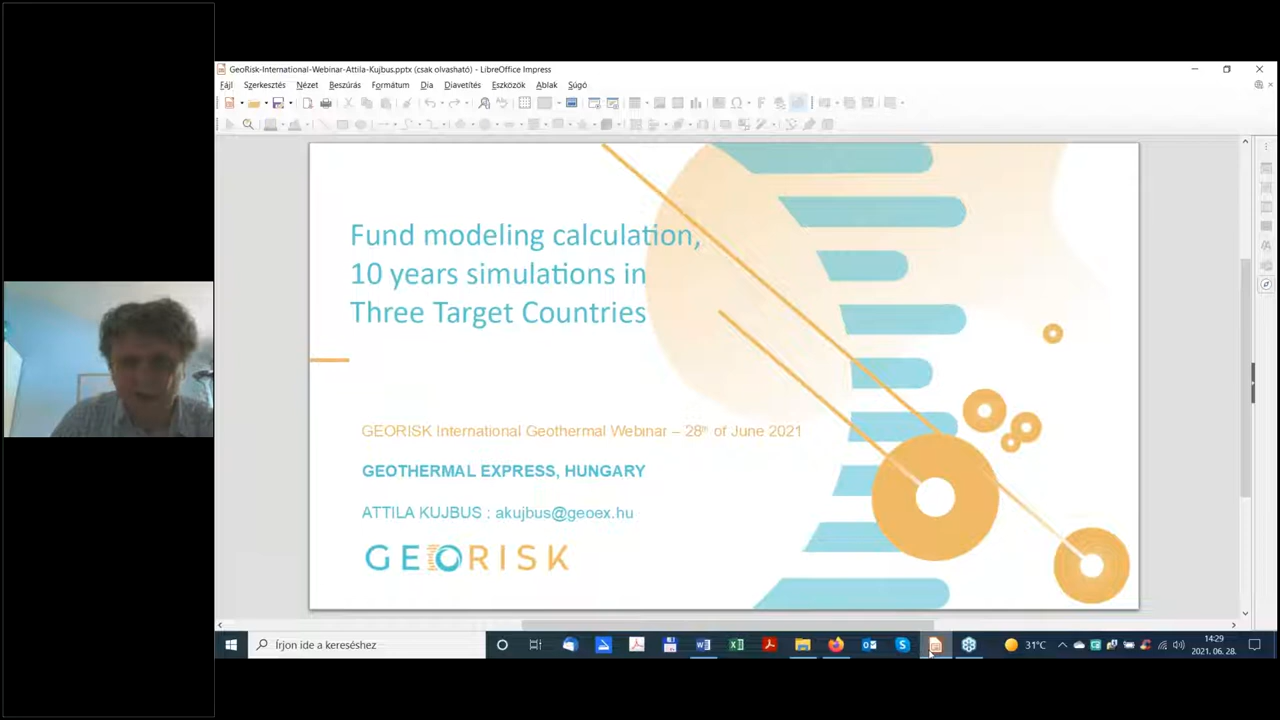 GeoRisk-International-Webinar-Attila-Kujbus.pptx (csak olvasható) - LibreOffice Impress
Fájl Szerkesztés Nézet Beszúrás Formátum Dia Diavetítés Eszközök Ablak Súgó
Fund modeling calculation,
10 years simulations in
Three Target Countries
GEORISK International Geothermal Webinar – 28th of June 2021
GEOTHERMAL EXPRESS, HUNGARY
ATTILA KUJBUS : akujbus@geoex.hu
GEORISK
Írjon ide a kereséshez
31°C
14:29
2021. 06. 28.